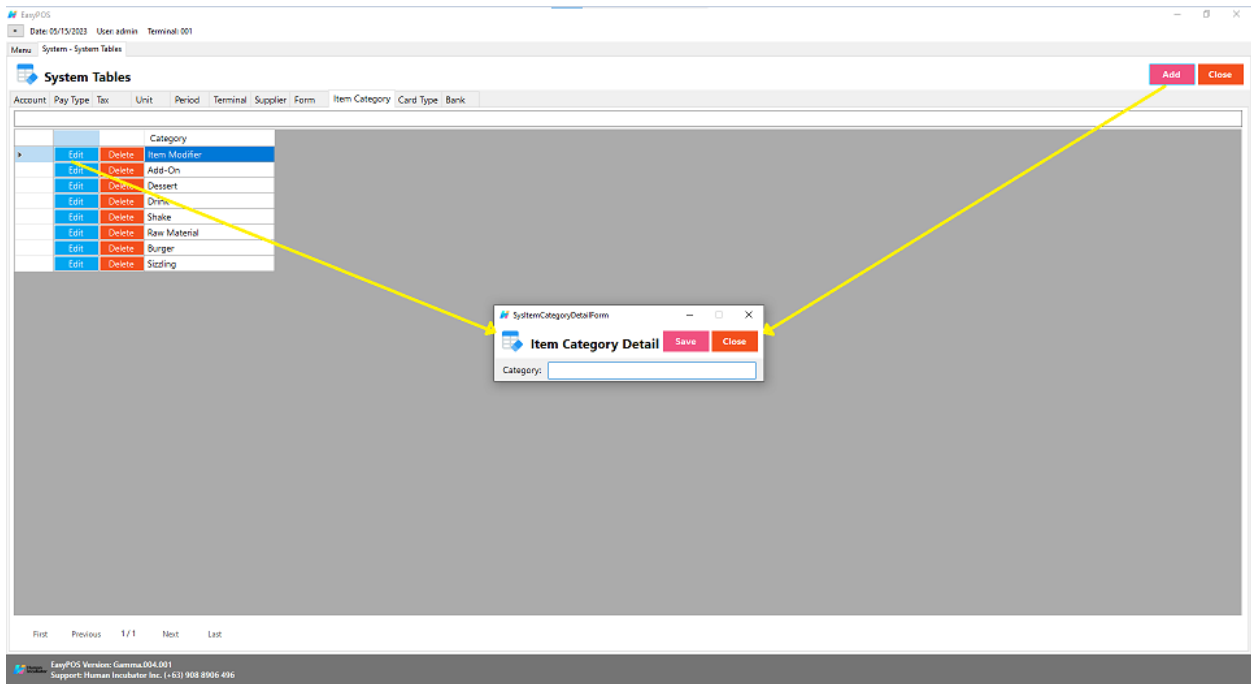 EasyPOS
Date: 05/15/2023 User: admin Terminal: 001
Menu System - System Tables
System Tables Add Close
Account Pay Type Tax Unit Period Terminal Supplier Form Item Category Card Type Bank
Category
Edit Delete Item Modifier
Edit Delete Add-On
Edit Delete Dessert
Edit Delete Drink
Edit Delete Shake
Edit Delete Raw Material
Edit Delete Burger
Edit Delete Sizzling
SysItemCategoryDetailForm
Item Category Detail Save Close
Category:
First Previous 1 / 1 Next Last
Human Incubator
EasyPOS Version: Gamma.004.001
Support: Human Incubator Inc. (+63) 908 8906 496